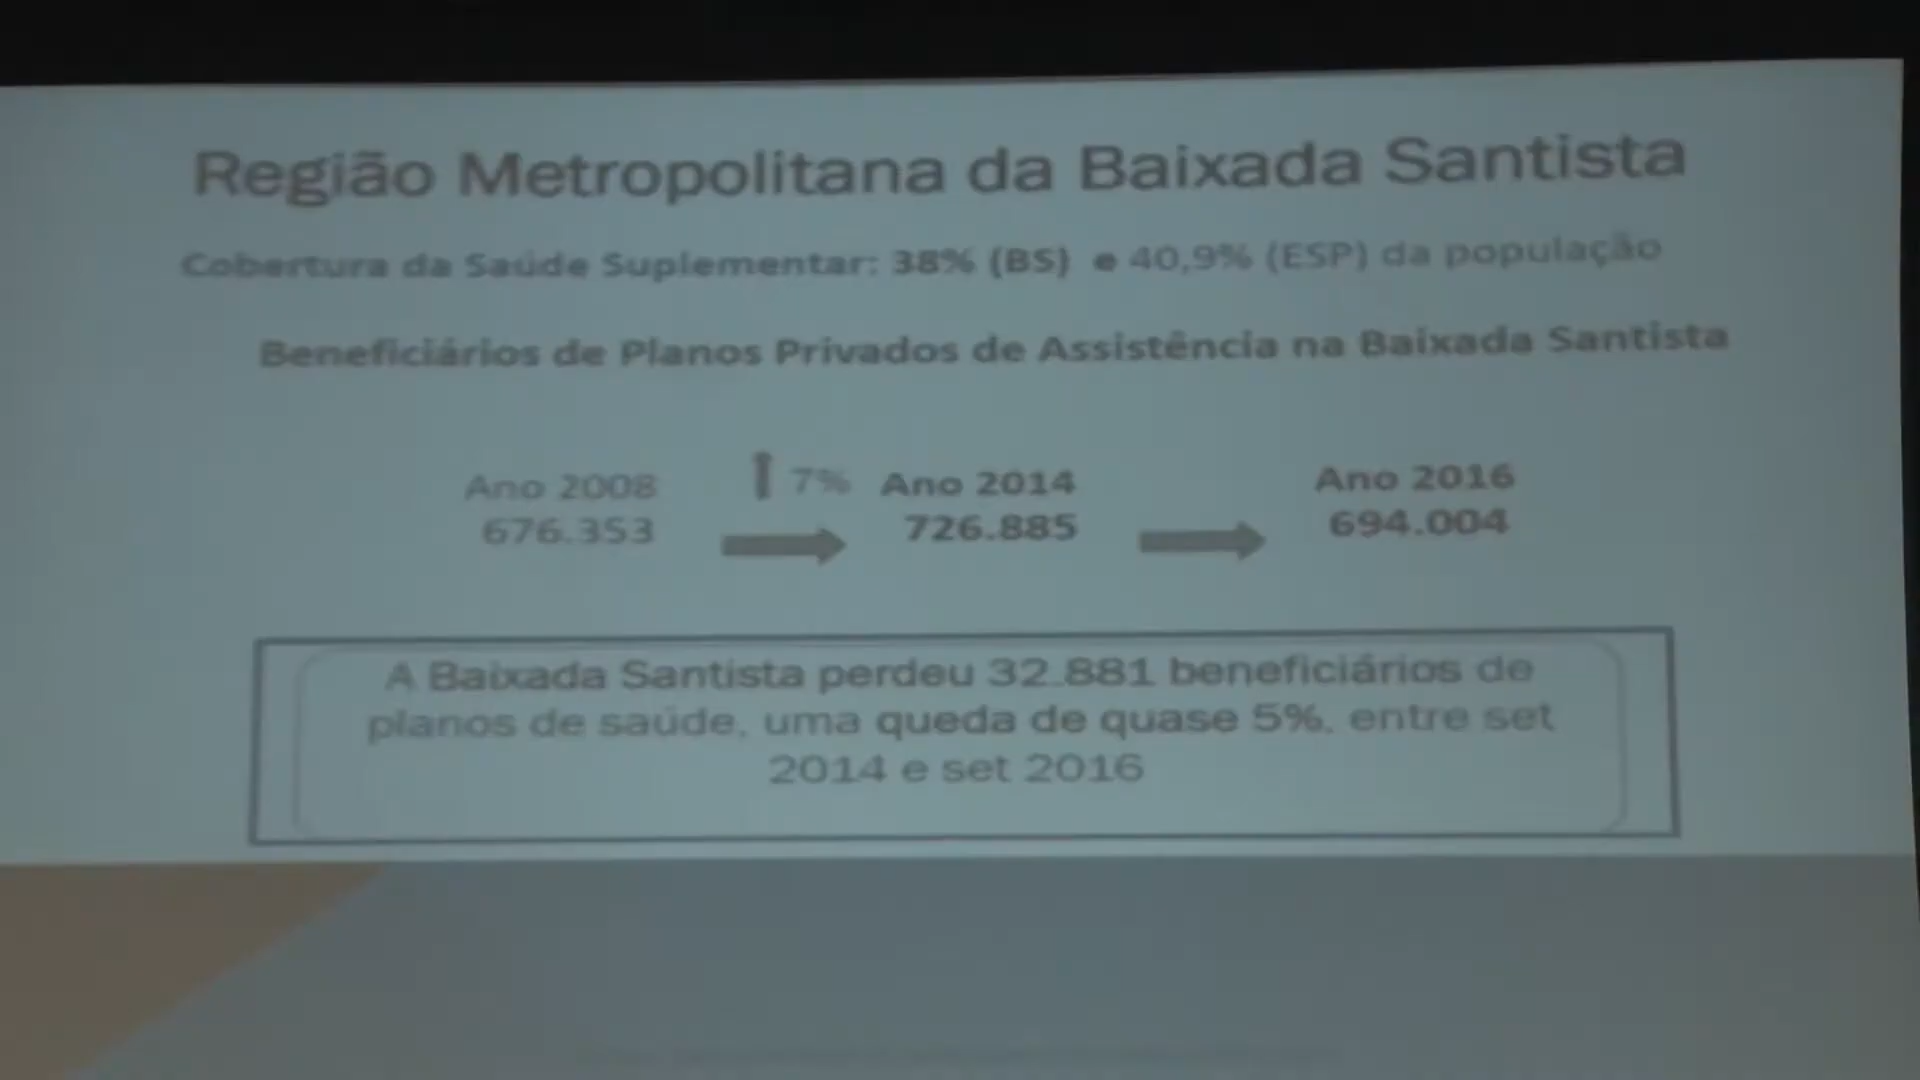 Região Metropolitana da Baixada Santista
Cobertura da Saúde Suplementar: 38% (BS) e 40,9% (ESP) da população
Beneficiários de Planos Privados de Assistência na Baixada Santista
Ano 2008 7% Ano 2014 Ano 2016
676.353 726.885 694.004
A Baixada Santista perdeu 32.881 beneficiários de
planos de saúde, uma queda de quase 5%, entre set
2014 e set 2016